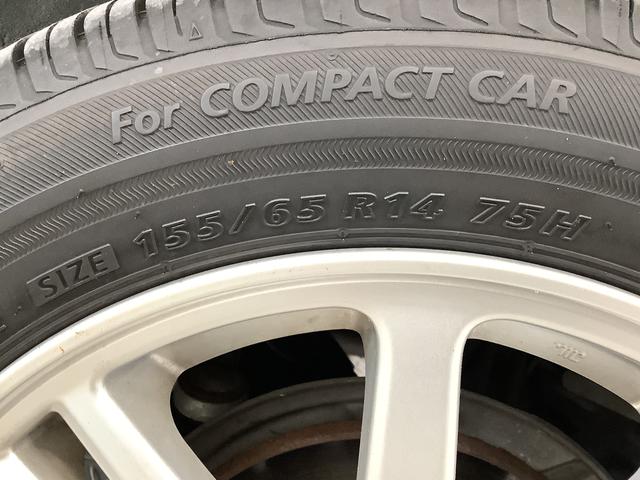 For COMPACT CAR
SIZE 155/65 R14 75H